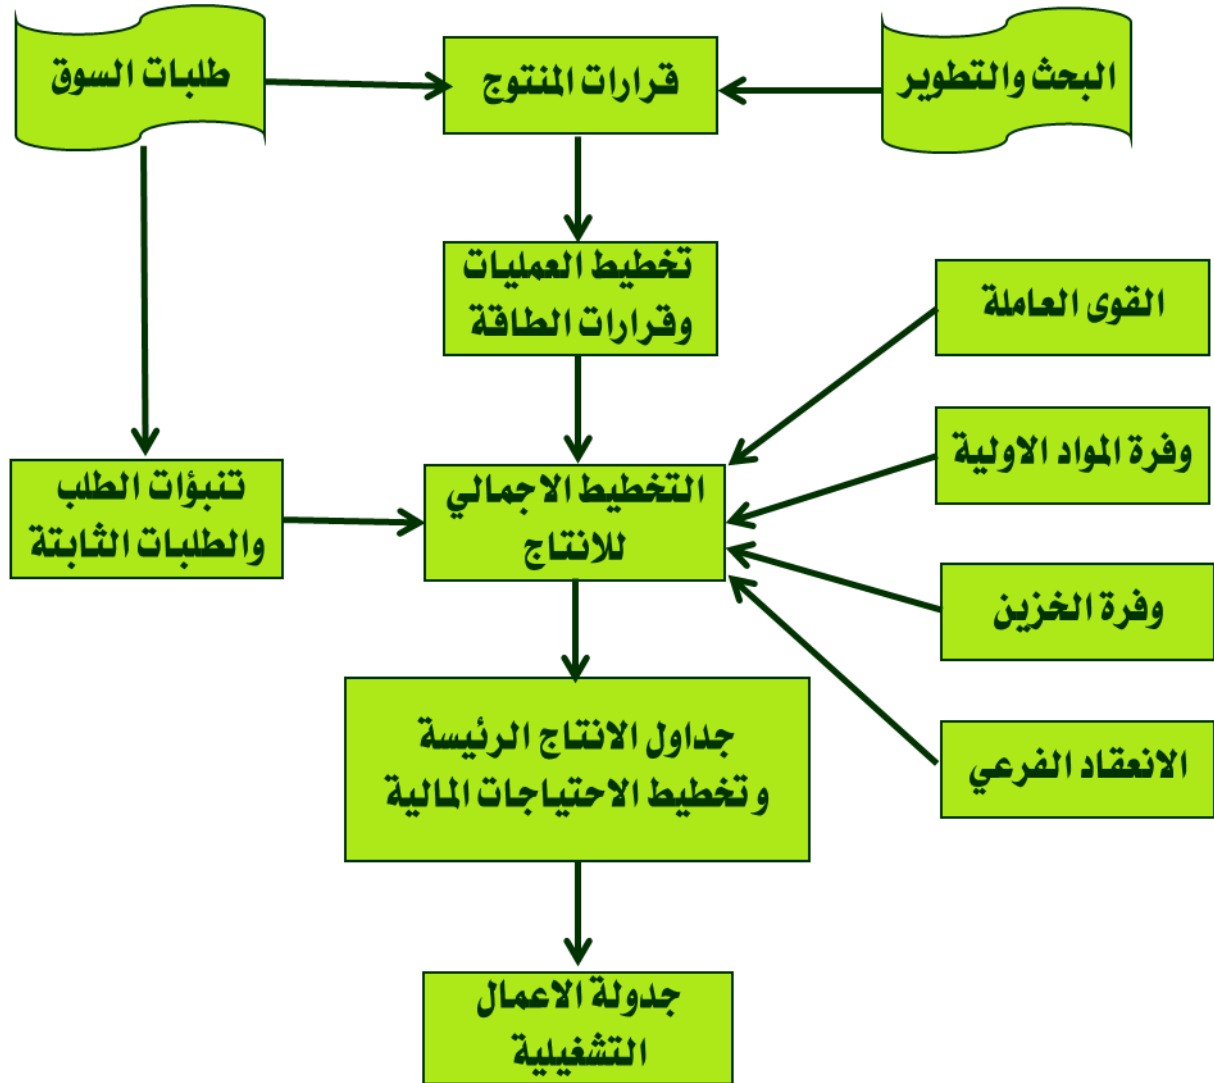 طلبات السوق
قرارات المنتوج
البحث والتطوير
تخطيط العمليات
وقرارات الطاقة
القوى العاملة
وفرة المواد الاولية
تنبؤات الطلب
والطلبات الثابتة
التخطيط الاجمالي
للانتاج
وفرة الخزين
الانعقاد الفرعي
جداول الانتاج الرئيسة
وتخطيط الاحتياجات المالية
جدولة الاعمال
التشغيلية